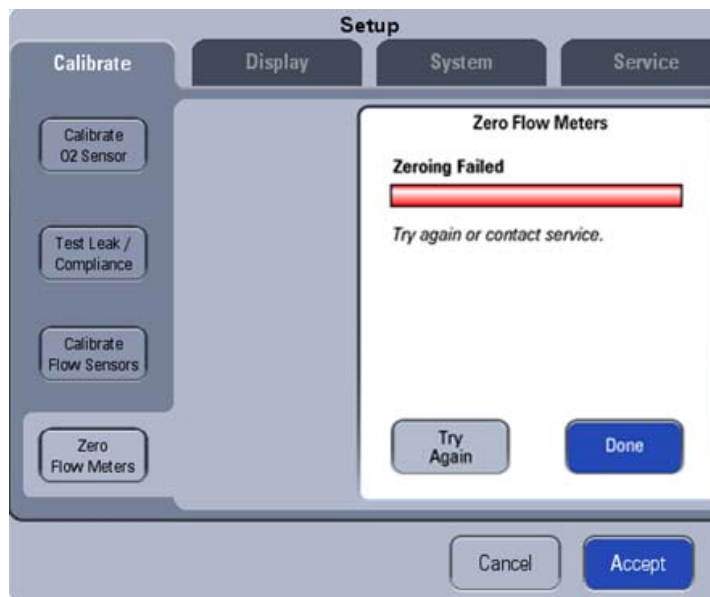 Setup
Calibrate
Display
System
Service
Calibrate
O2 Sensor
Test Leak /
Compliance
Calibrate
Flow Sensors
Zero
Flow Meters
Zero Flow Meters
Zeroing Failed
Try again or contact service.
Try
Again
Done
Cancel
Accept